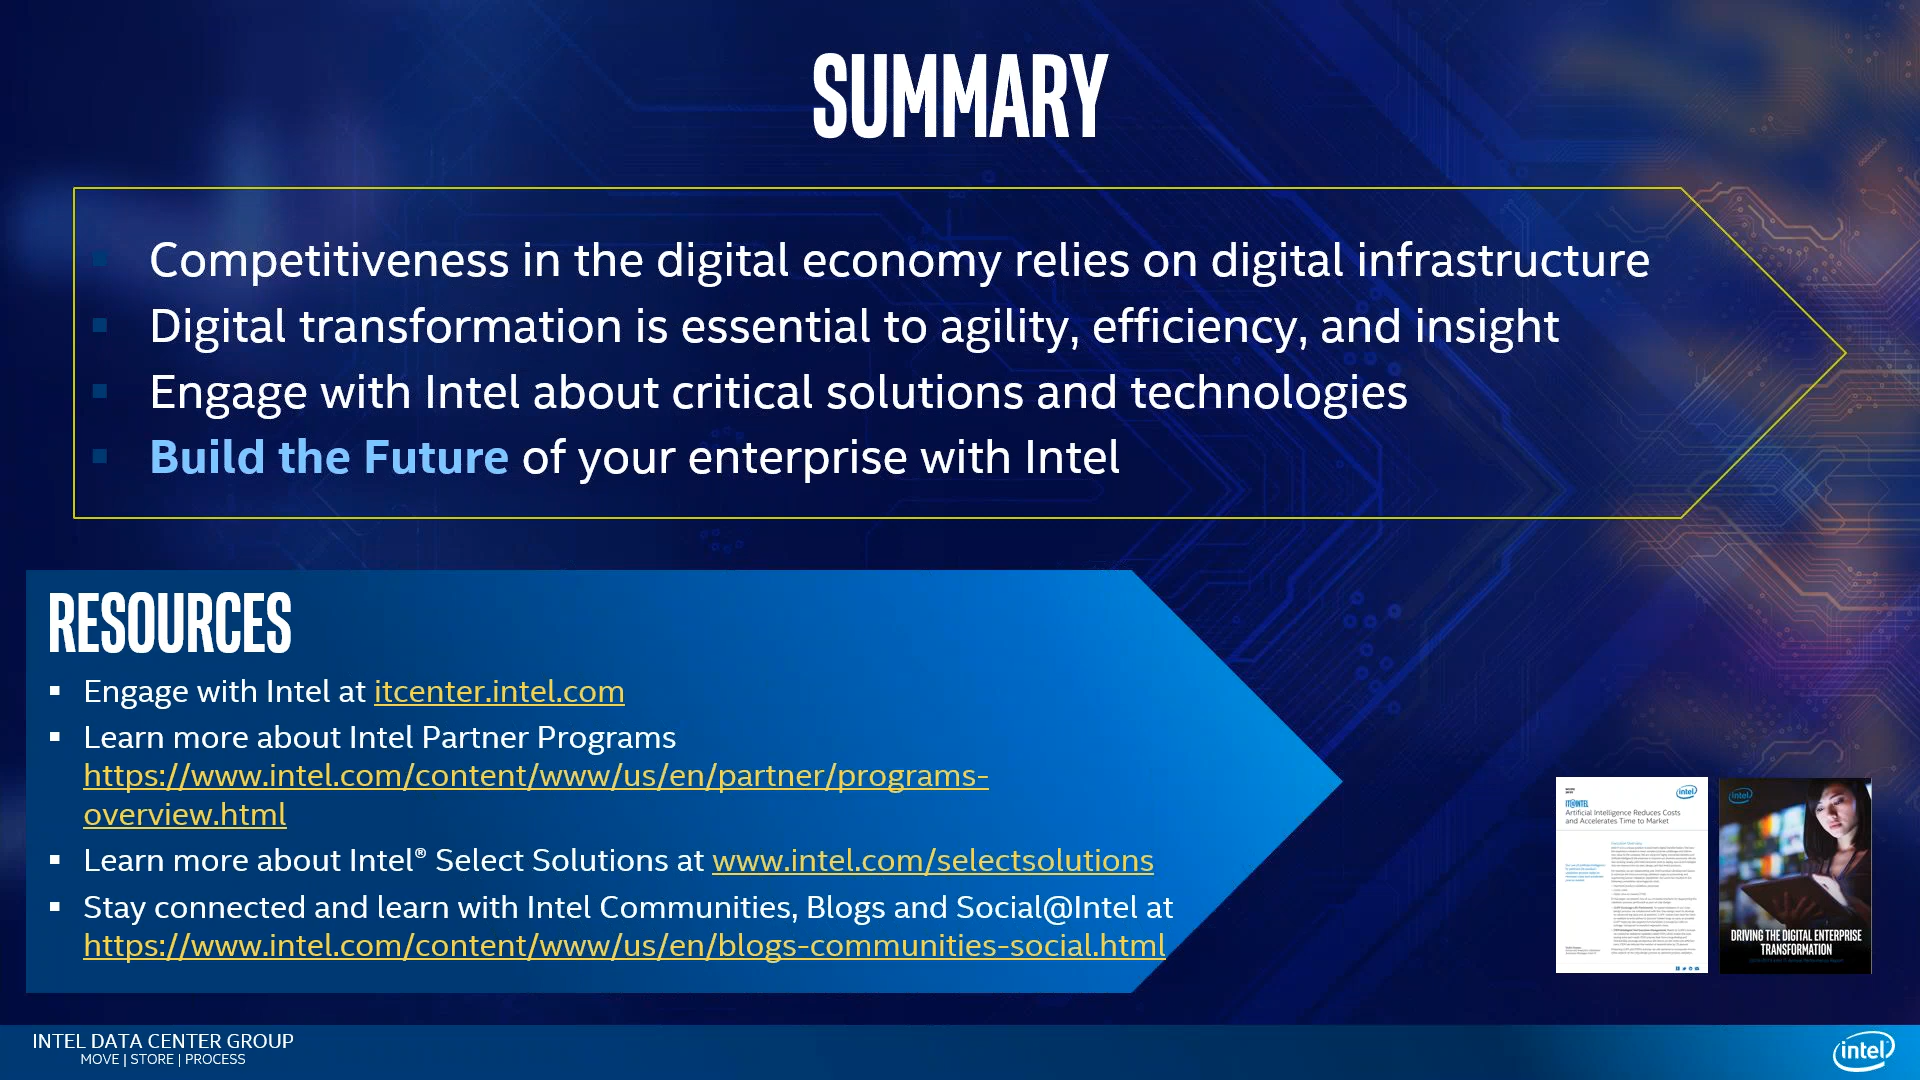 SUMMARY
▪ Competitiveness in the digital economy relies on digital infrastructure
▪ Digital transformation is essential to agility, efficiency, and insight
▪ Engage with Intel about critical solutions and technologies
▪ Build the Future of your enterprise with Intel
RESOURCES
▪ Engage with Intel at itcenter.intel.com
▪ Learn more about Intel Partner Programs
https://www.intel.com/content/www/us/en/partner/programs-
overview.html
▪ Learn more about Intel® Select Solutions at www.intel.com/selectsolutions
▪ Stay connected and learn with Intel Communities, Blogs and Social@Intel at
https://www.intel.com/content/www/us/en/blogs-communities-social.html
intel
IT@INTEL
Artificial Intelligence Reduces Costs
and Accelerates Time to Market
intel
DRIVING THE DIGITAL ENTERPRISE
TRANSFORMATION
INTEL DATA CENTER GROUP
MOVE | STORE | PROCESS
intel